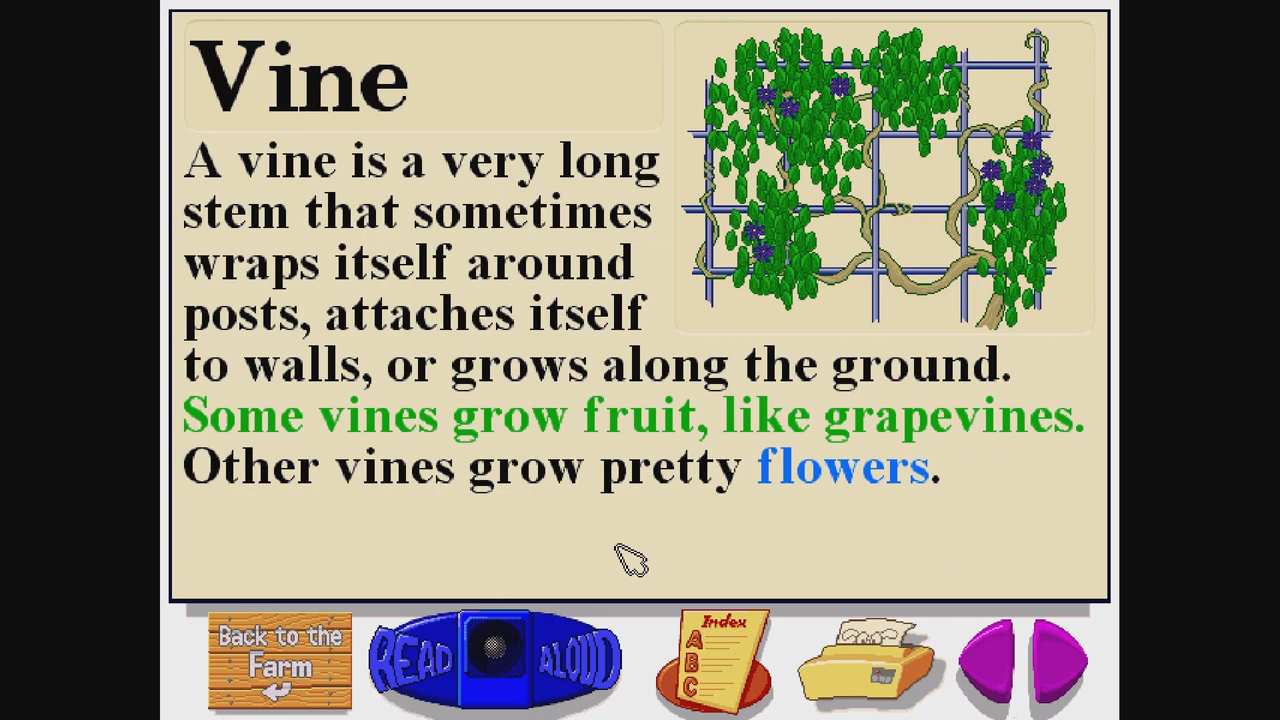 Vine
A vine is a very long
stem that sometimes
wraps itself around
posts, attaches itself
to walls, or grows along the ground.
Some vines grow fruit, like grapevines.
Other vines grow pretty flowers.
Back to the
Farm
READ ALOUD
Index
A
B
C